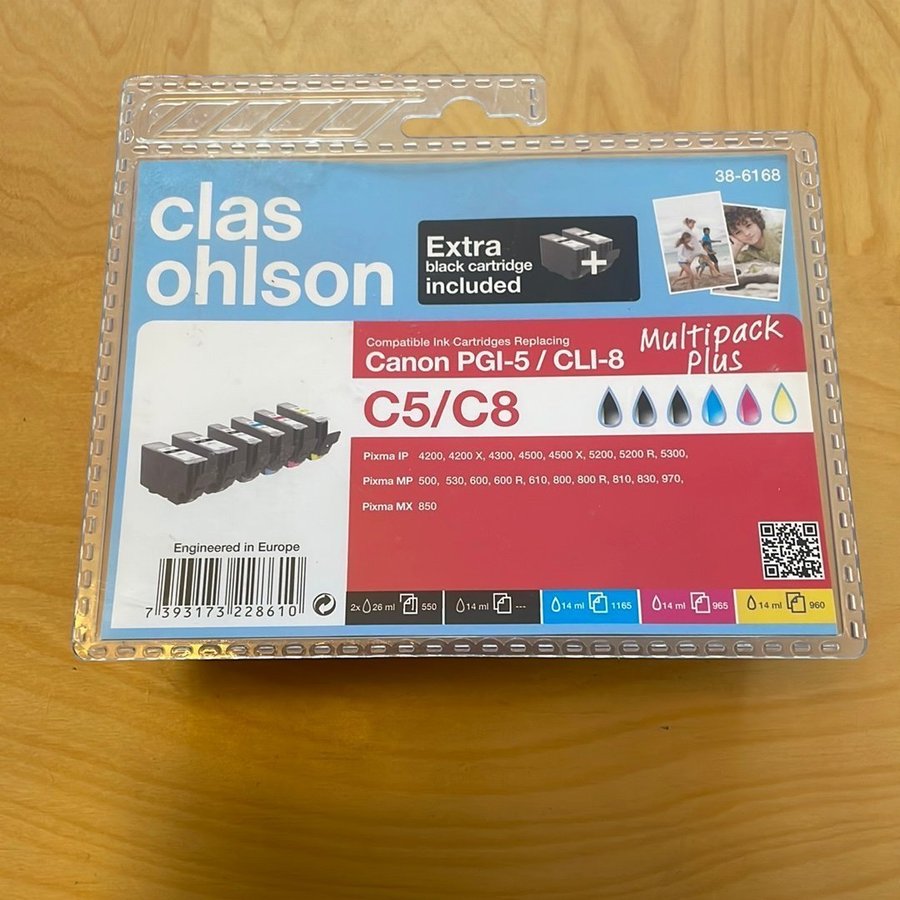 38-6168
clas
ohlson
Extra
black cartridge
included
+
Compatible Ink Cartridges Replacing
Canon PGI-5 / CLI-8
Multipack
Plus
C5/C8
Pixma IP 4200, 4200 X, 4300, 4500, 4500 X, 5200, 5200 R, 5300,
Pixma MP 500, 530, 600, 600 R, 610, 800, 800 R, 810, 830, 970,
Pixma MX 850
Engineered in Europe
7 393173 228610
2x 26 ml 550
14 ml ---
14 ml 1165
14 ml 965
14 ml 960